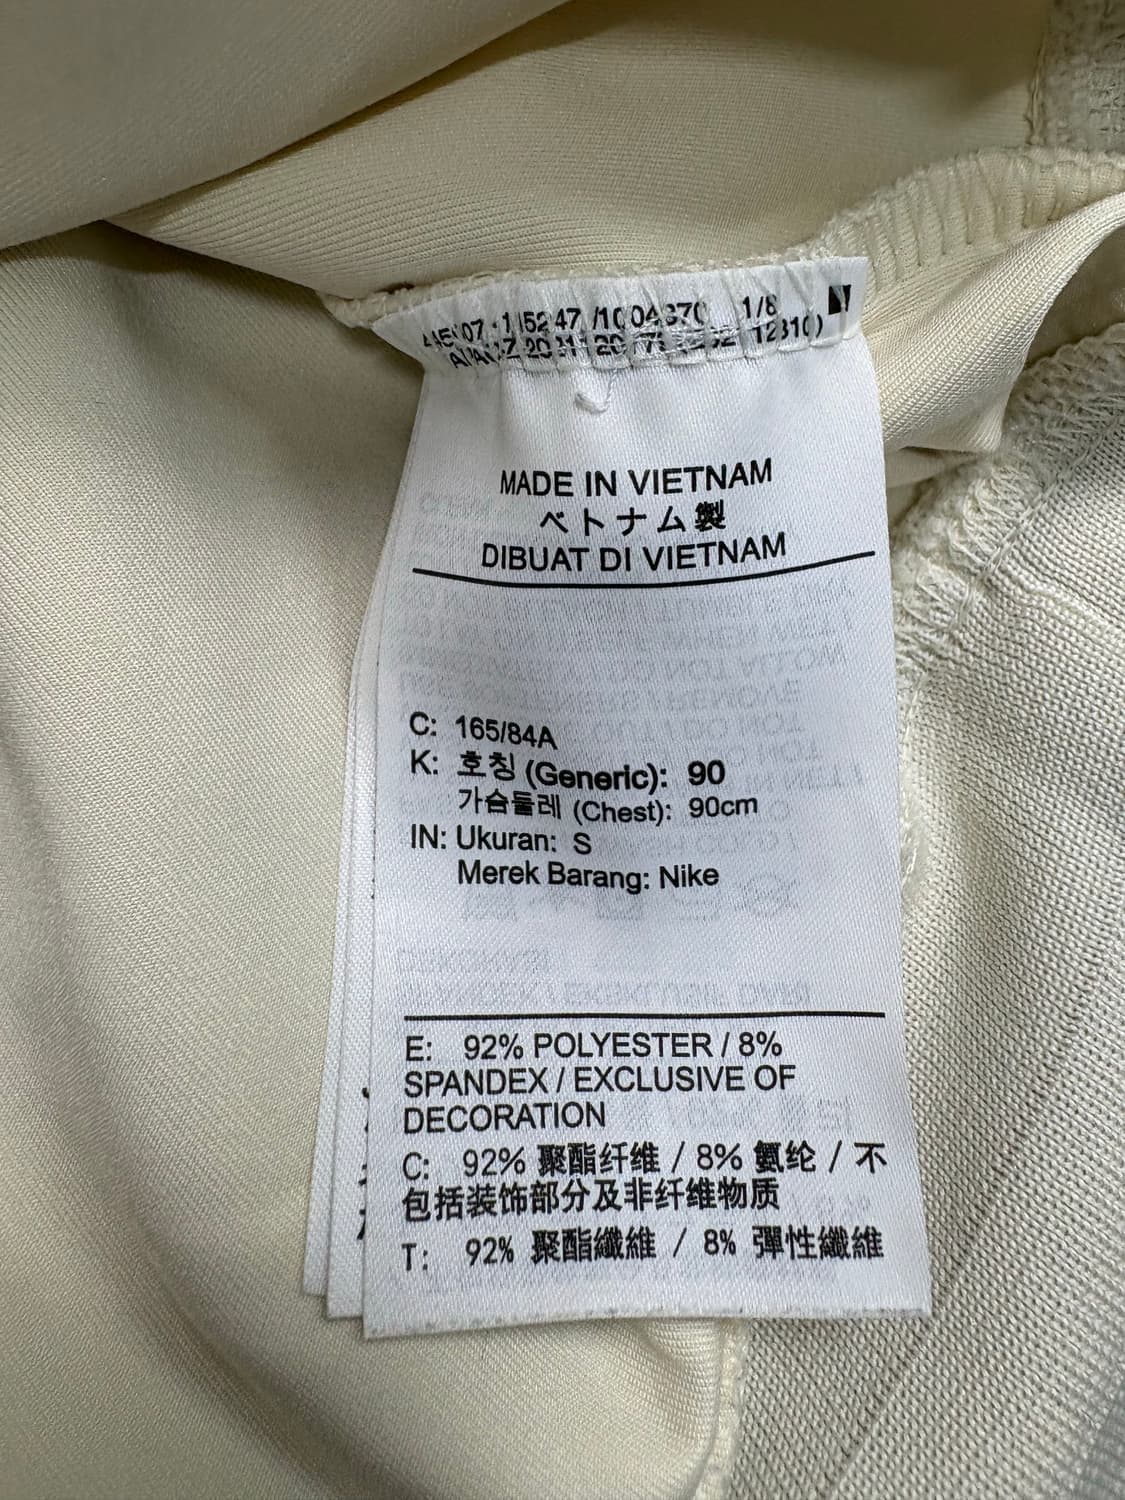 1/8
MADE IN VIETNAM
ベトナム製
DIBUAT DI VIETNAM
C: 165/84A
K: 호칭 (Generic): 90
가슴둘레 (Chest): 90cm
IN: Ukuran: S
Merek Barang: Nike
E: 92% POLYESTER / 8%
SPANDEX / EXCLUSIVE OF
DECORATION
C: 92% 聚酯纤维 / 8% 氨纶 / 不
包括装饰部分及非纤维物质
T: 92% 聚酯纖維 / 8% 彈性纖維